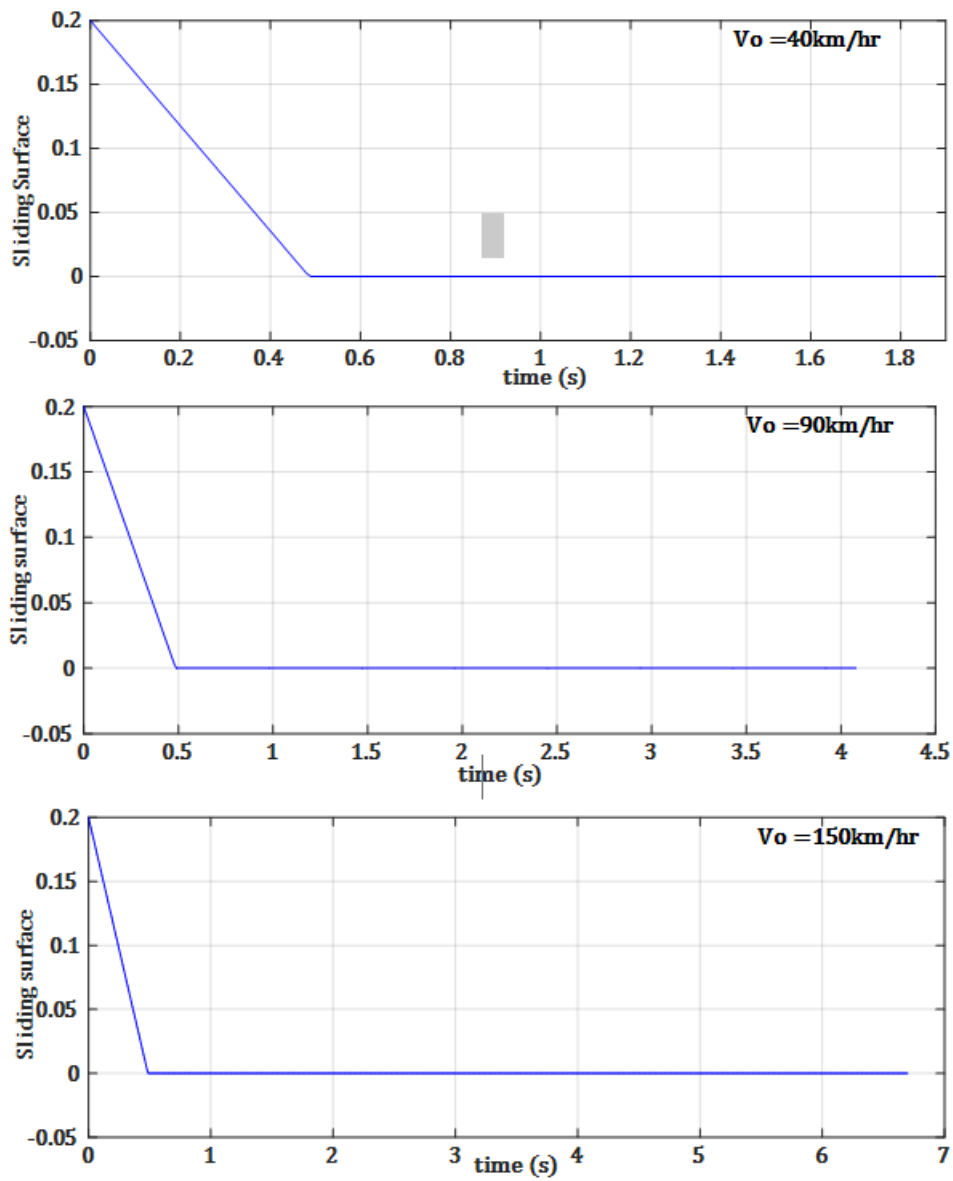 0.2
Vo =40km/hr
0.15
0.1
0.05
0
-0.05
Sliding Surface
0 0.2 0.4 0.6 0.8 1 1.2 1.4 1.6 1.8
time (s)
0.2
Vo =90km/hr
0.15
0.1
0.05
0
-0.05
Sliding surface
0 0.5 1 1.5 2 2.5 3 3.5 4 4.5
time (s)
0.2
Vo =150km/hr
0.15
0.1
0.05
0
-0.05
Sliding surface
0 1 2 3 4 5 6 7
time (s)